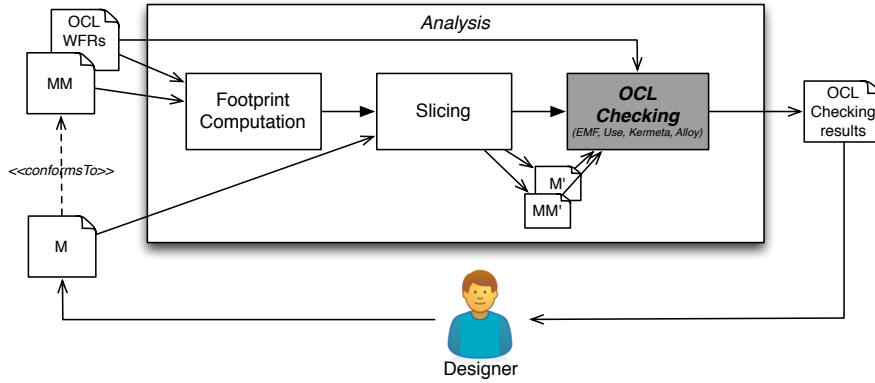 OCL
WFRs
MM
Analysis
Footprint
Computation
Slicing
OCL
Checking
(EMF, Use, Kermeta, Alloy)
OCL
Checking
results
M'
MM'
<<conformsTo>>
M
Designer